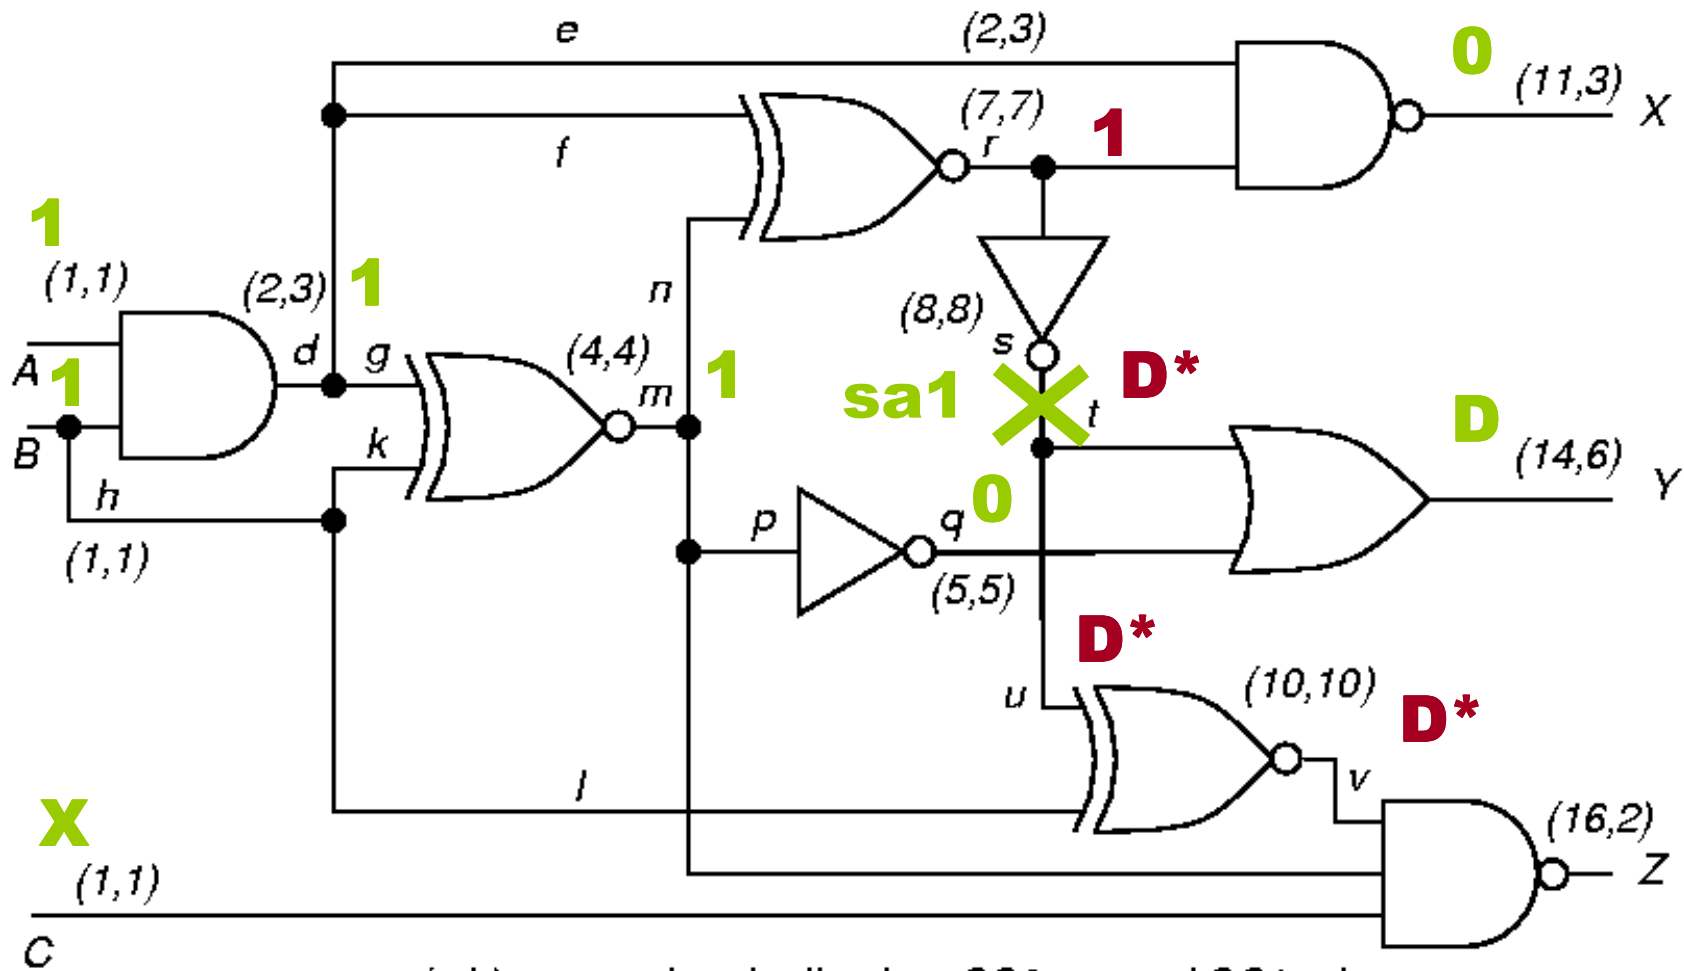 e (2,3) 0 (11,3) X
(7,7) 1
f r
1
(1,1) (2,3) 1 n
A 1 d g (4,4) m 1 (8,8) s D*
B k sa1 t D (14,6) Y
h 0
(1,1) p q (5,5)
D*
u (10,10) D*
l v
X (16,2) Z
(1,1)
C